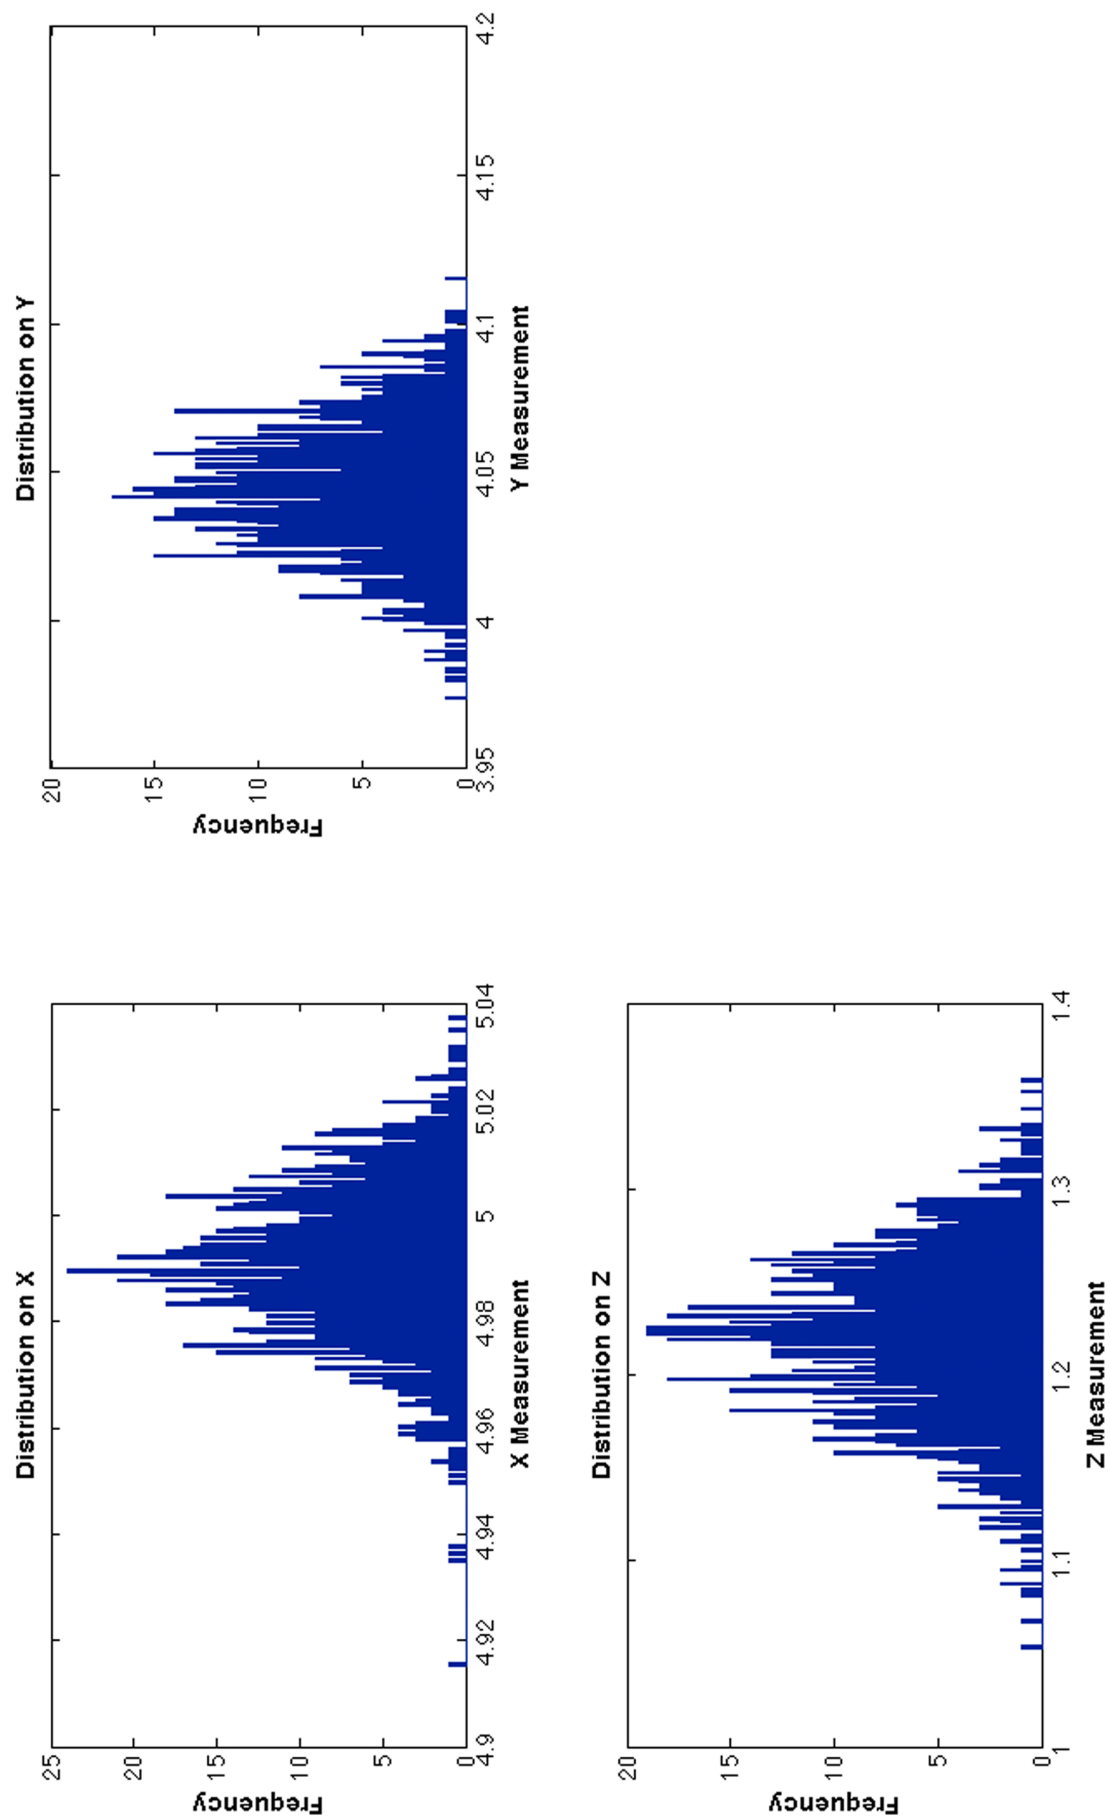 Distribution on X
25
20
15
10
5
0
Frequency
4.9 4.92 4.94 4.96 4.98 5 5.02 5.04
X Measurement
Distribution on Y
20
15
10
5
0
Frequency
3.95 4 4.05 4.1 4.15 4.2
Y Measurement
Distribution on Z
20
15
10
5
0
Frequency
1 1.1 1.2 1.3 1.4
Z Measurement